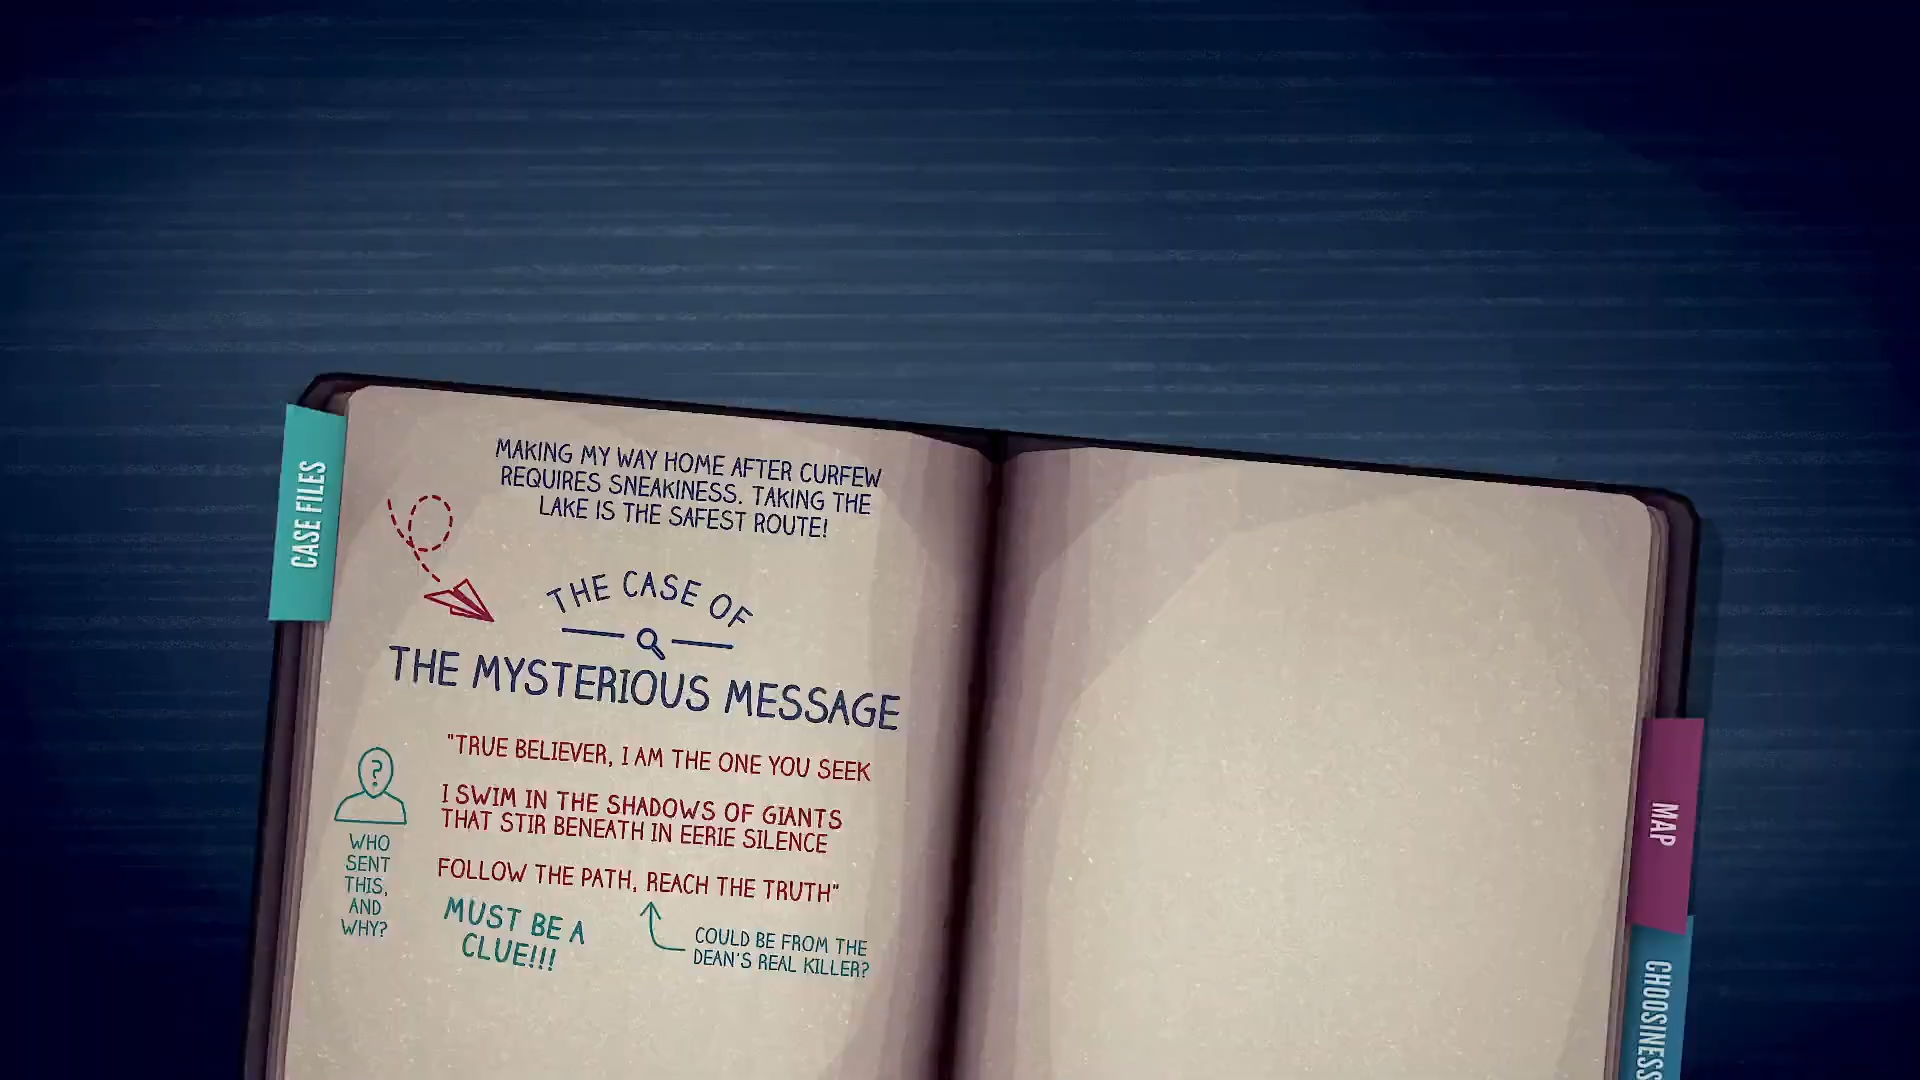 CASE FILES
MAKING MY WAY HOME AFTER CURFEW
REQUIRES SNEAKINESS. TAKING THE
LAKE IS THE SAFEST ROUTE!
THE CASE OF
THE MYSTERIOUS MESSAGE
"TRUE BELIEVER, I AM THE ONE YOU SEEK
I SWIM IN THE SHADOWS OF GIANTS
THAT STIR BENEATH IN EERIE SILENCE
FOLLOW THE PATH, REACH THE TRUTH"
?
WHO
SENT
THIS,
AND
WHY?
MUST BE A
CLUE!!!
COULD BE FROM THE
DEAN'S REAL KILLER?
MAP
CHOOSINESS